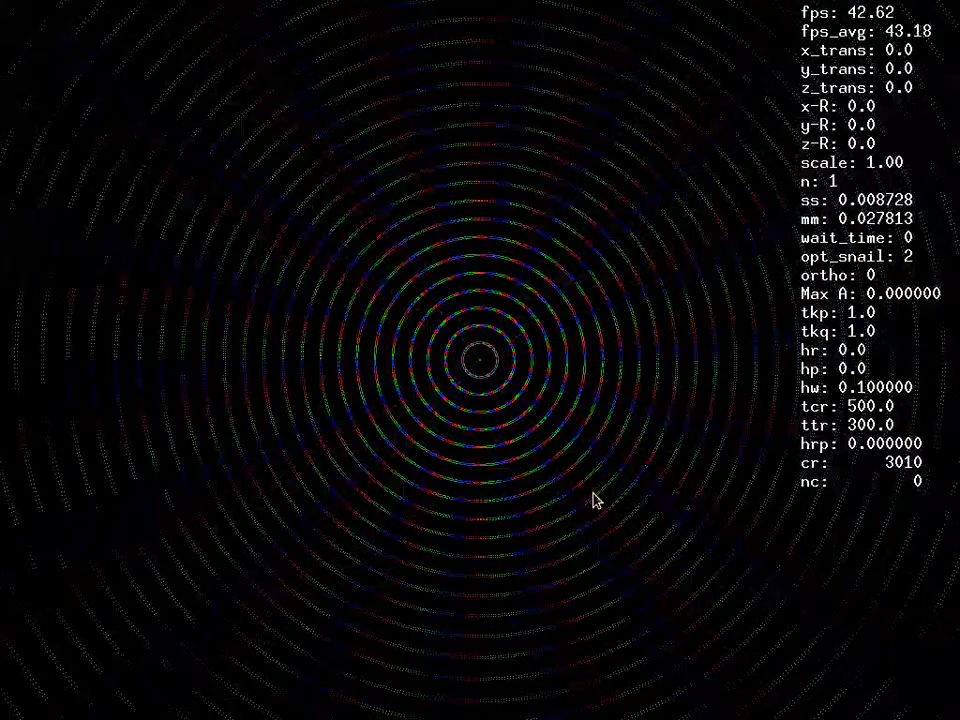 fps: 42.62
fps_avg: 43.18
x_trans: 0.0
y_trans: 0.0
z_trans: 0.0
x-R: 0.0
y-R: 0.0
z-R: 0.0
scale: 1.00
n: 1
ss: 0.008728
mm: 0.027813
wait_time: 0
opt_snail: 2
ortho: 0
Max A: 0.000000
tkp: 1.0
tkq: 1.0
hr: 0.0
hp: 0.0
hw: 0.100000
tcr: 500.0
ttr: 300.0
hrp: 0.000000
cr: 3010
nc: 0